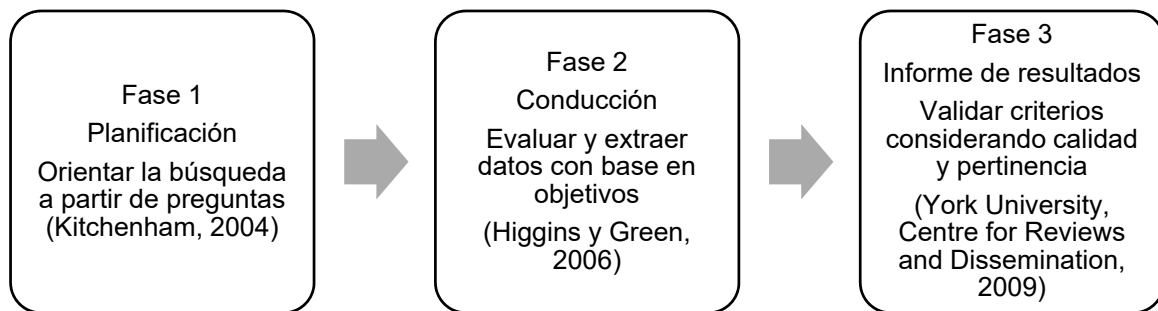 Fase 1
Planificación
Orientar la búsqueda
a partir de preguntas
(Kitchenham, 2004)
Fase 2
Conducción
Evaluar y extraer
datos con base en
objetivos
(Higgins y Green,
2006)
Fase 3
Informe de resultados
Validar criterios
considerando calidad
y pertinencia
(York University,
Centre for Reviews
and Dissemination,
2009)